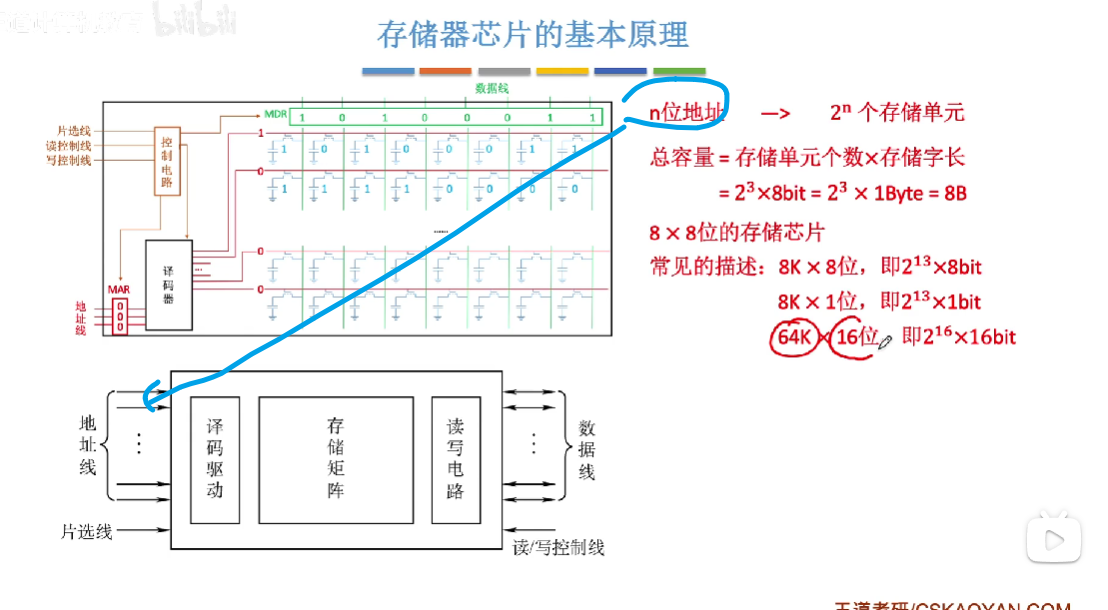 bilibili
存储器芯片的基本原理
数据线
MDR 1 0 1 0 0 0 1 1
片选线
读控制线
写控制线
控制电路
1
1 0 1 0 0 0 1 1
0
1 1 1 1 0 0 0 0
0
0
译码器
MAR
地址线
0
0
0
n位地址 —> 2ⁿ 个存储单元
总容量 = 存储单元个数×存储字长
= 2³×8bit = 2³ × 1Byte = 8B
8 × 8位的存储芯片
常见的描述：8K × 8位，即2¹³×8bit
8K × 1位，即2¹³×1bit
64K × 16位，即2¹⁶×16bit
地址线
译码驱动
存储矩阵
读写电路
数据线
片选线
读/写控制线
王道考研/CSKAOYAN.COM